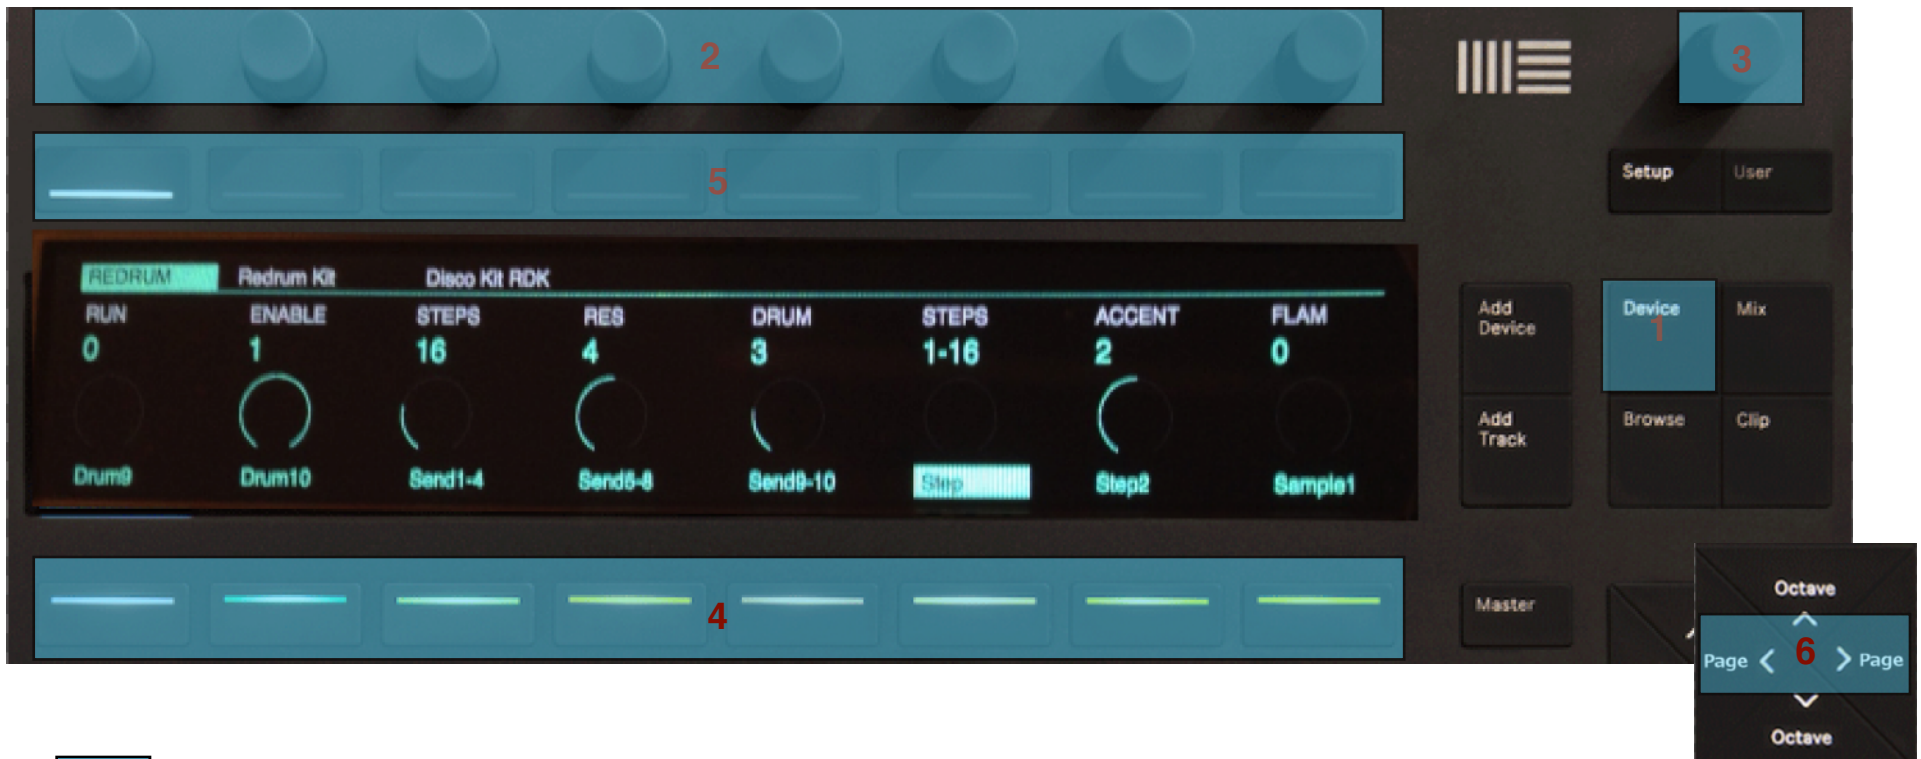 2
3
5
Setup User
REDRUM Redrum Kit Disco Kit RDK
RUN ENABLE STEPS RES DRUM STEPS ACCENT FLAM
0 1 16 4 3 1-16 2 0
Drum9 Drum10 Send1-4 Send5-8 Send9-10 Step Step2 Sample1
Add
Device
Device
1
Mix
Add
Track
Browse
Clip
4
Master
Octave
Page < 6 > Page
Octave